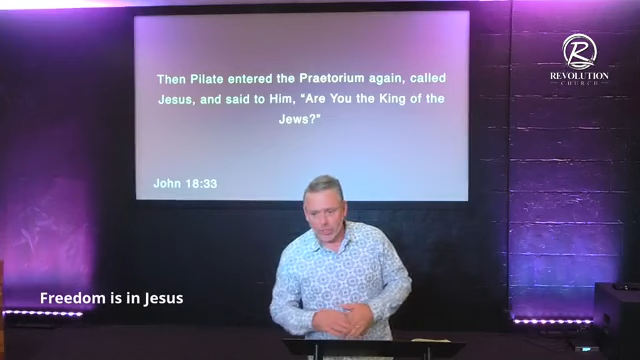 Then Pilate entered the Praetorium again, called
Jesus, and said to Him, "Are You the King of the
Jews?"
John 18:33
R
REVOLUTION
CHURCH
Freedom is in Jesus